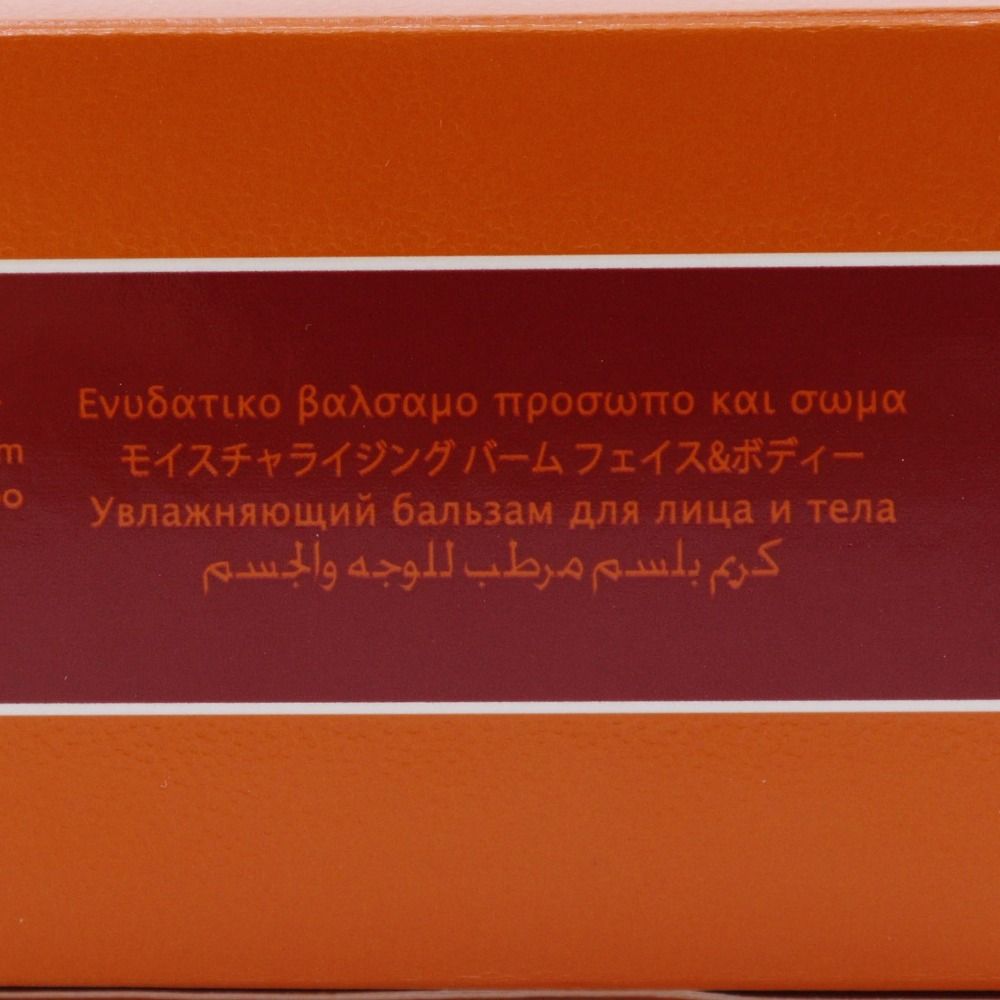 Ενυδατικο βαλσαμο προσωπο και σωμα
モイスチャライジング バーム フェイス&ボディー
Увлажняющий бальзам для лица и тела
كريم بلسم مرطب للوجه والجسم